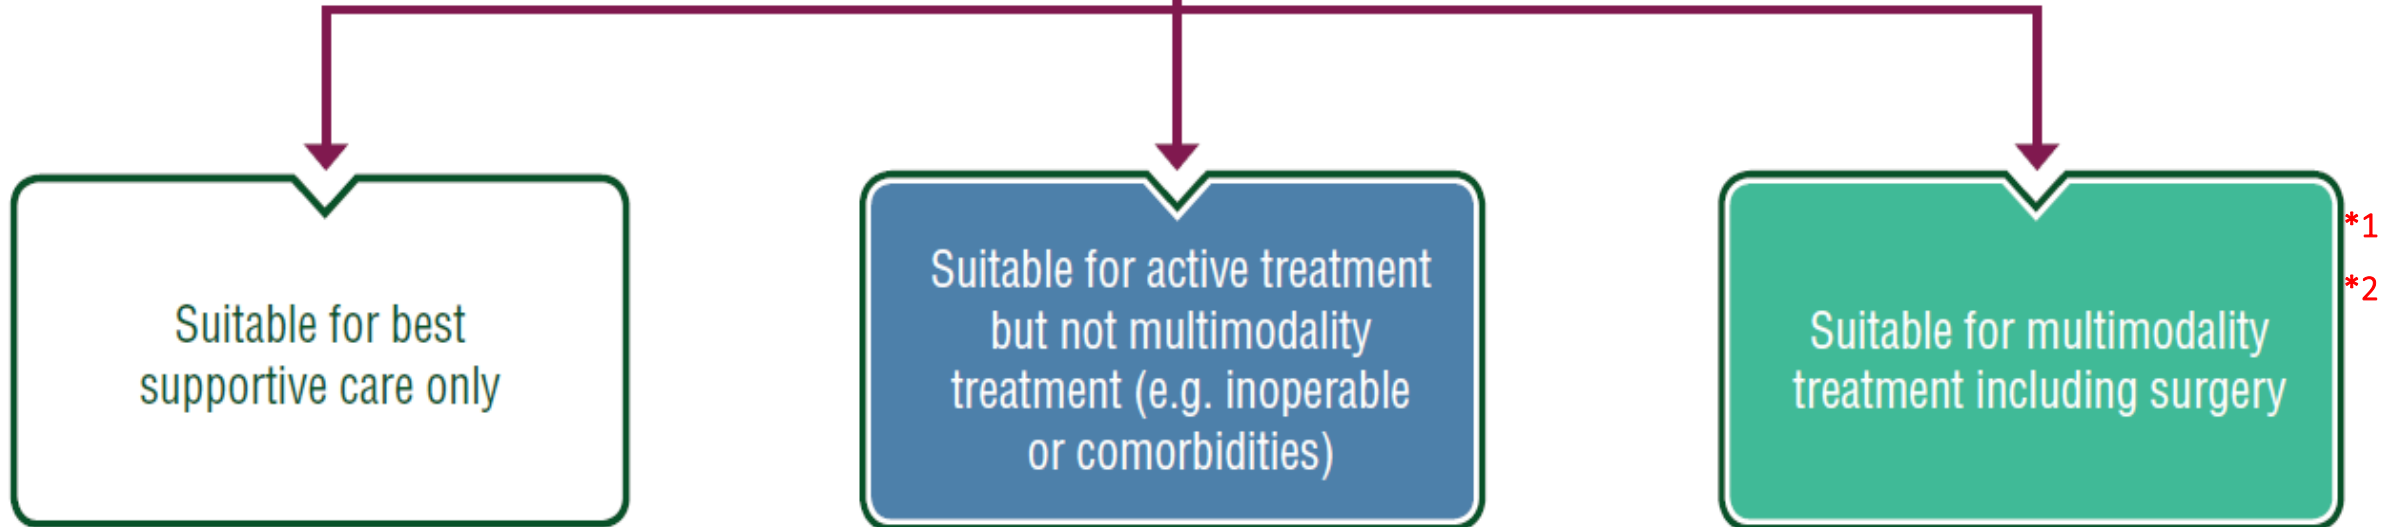 Suitable for best
supportive care only
Suitable for active treatment
but not multimodality
treatment (e.g. inoperable
or comorbidities)
Suitable for multimodality
treatment including surgery
*1
*2